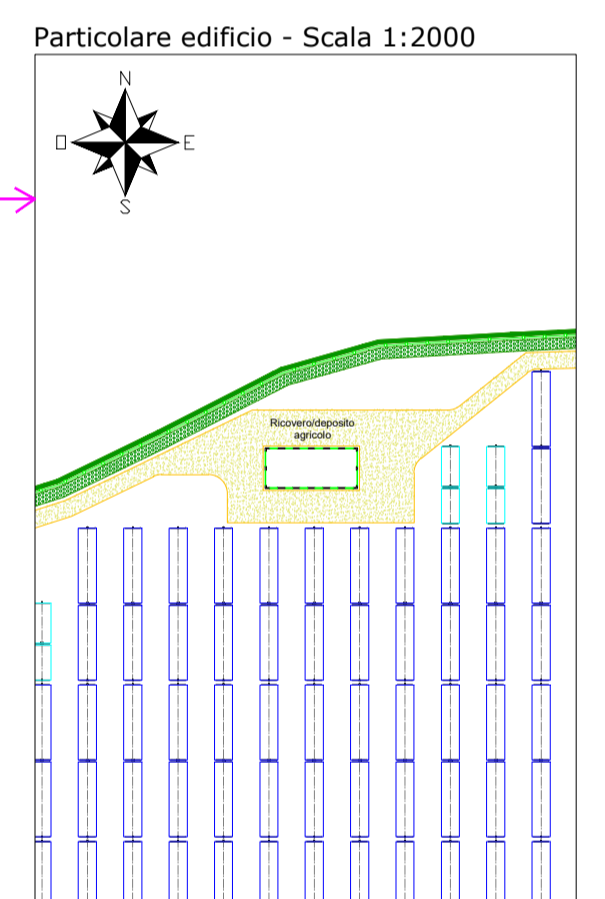 Particolare edificio - Scala 1:2000
N
O E
S
Ricovero/deposito
agricolo